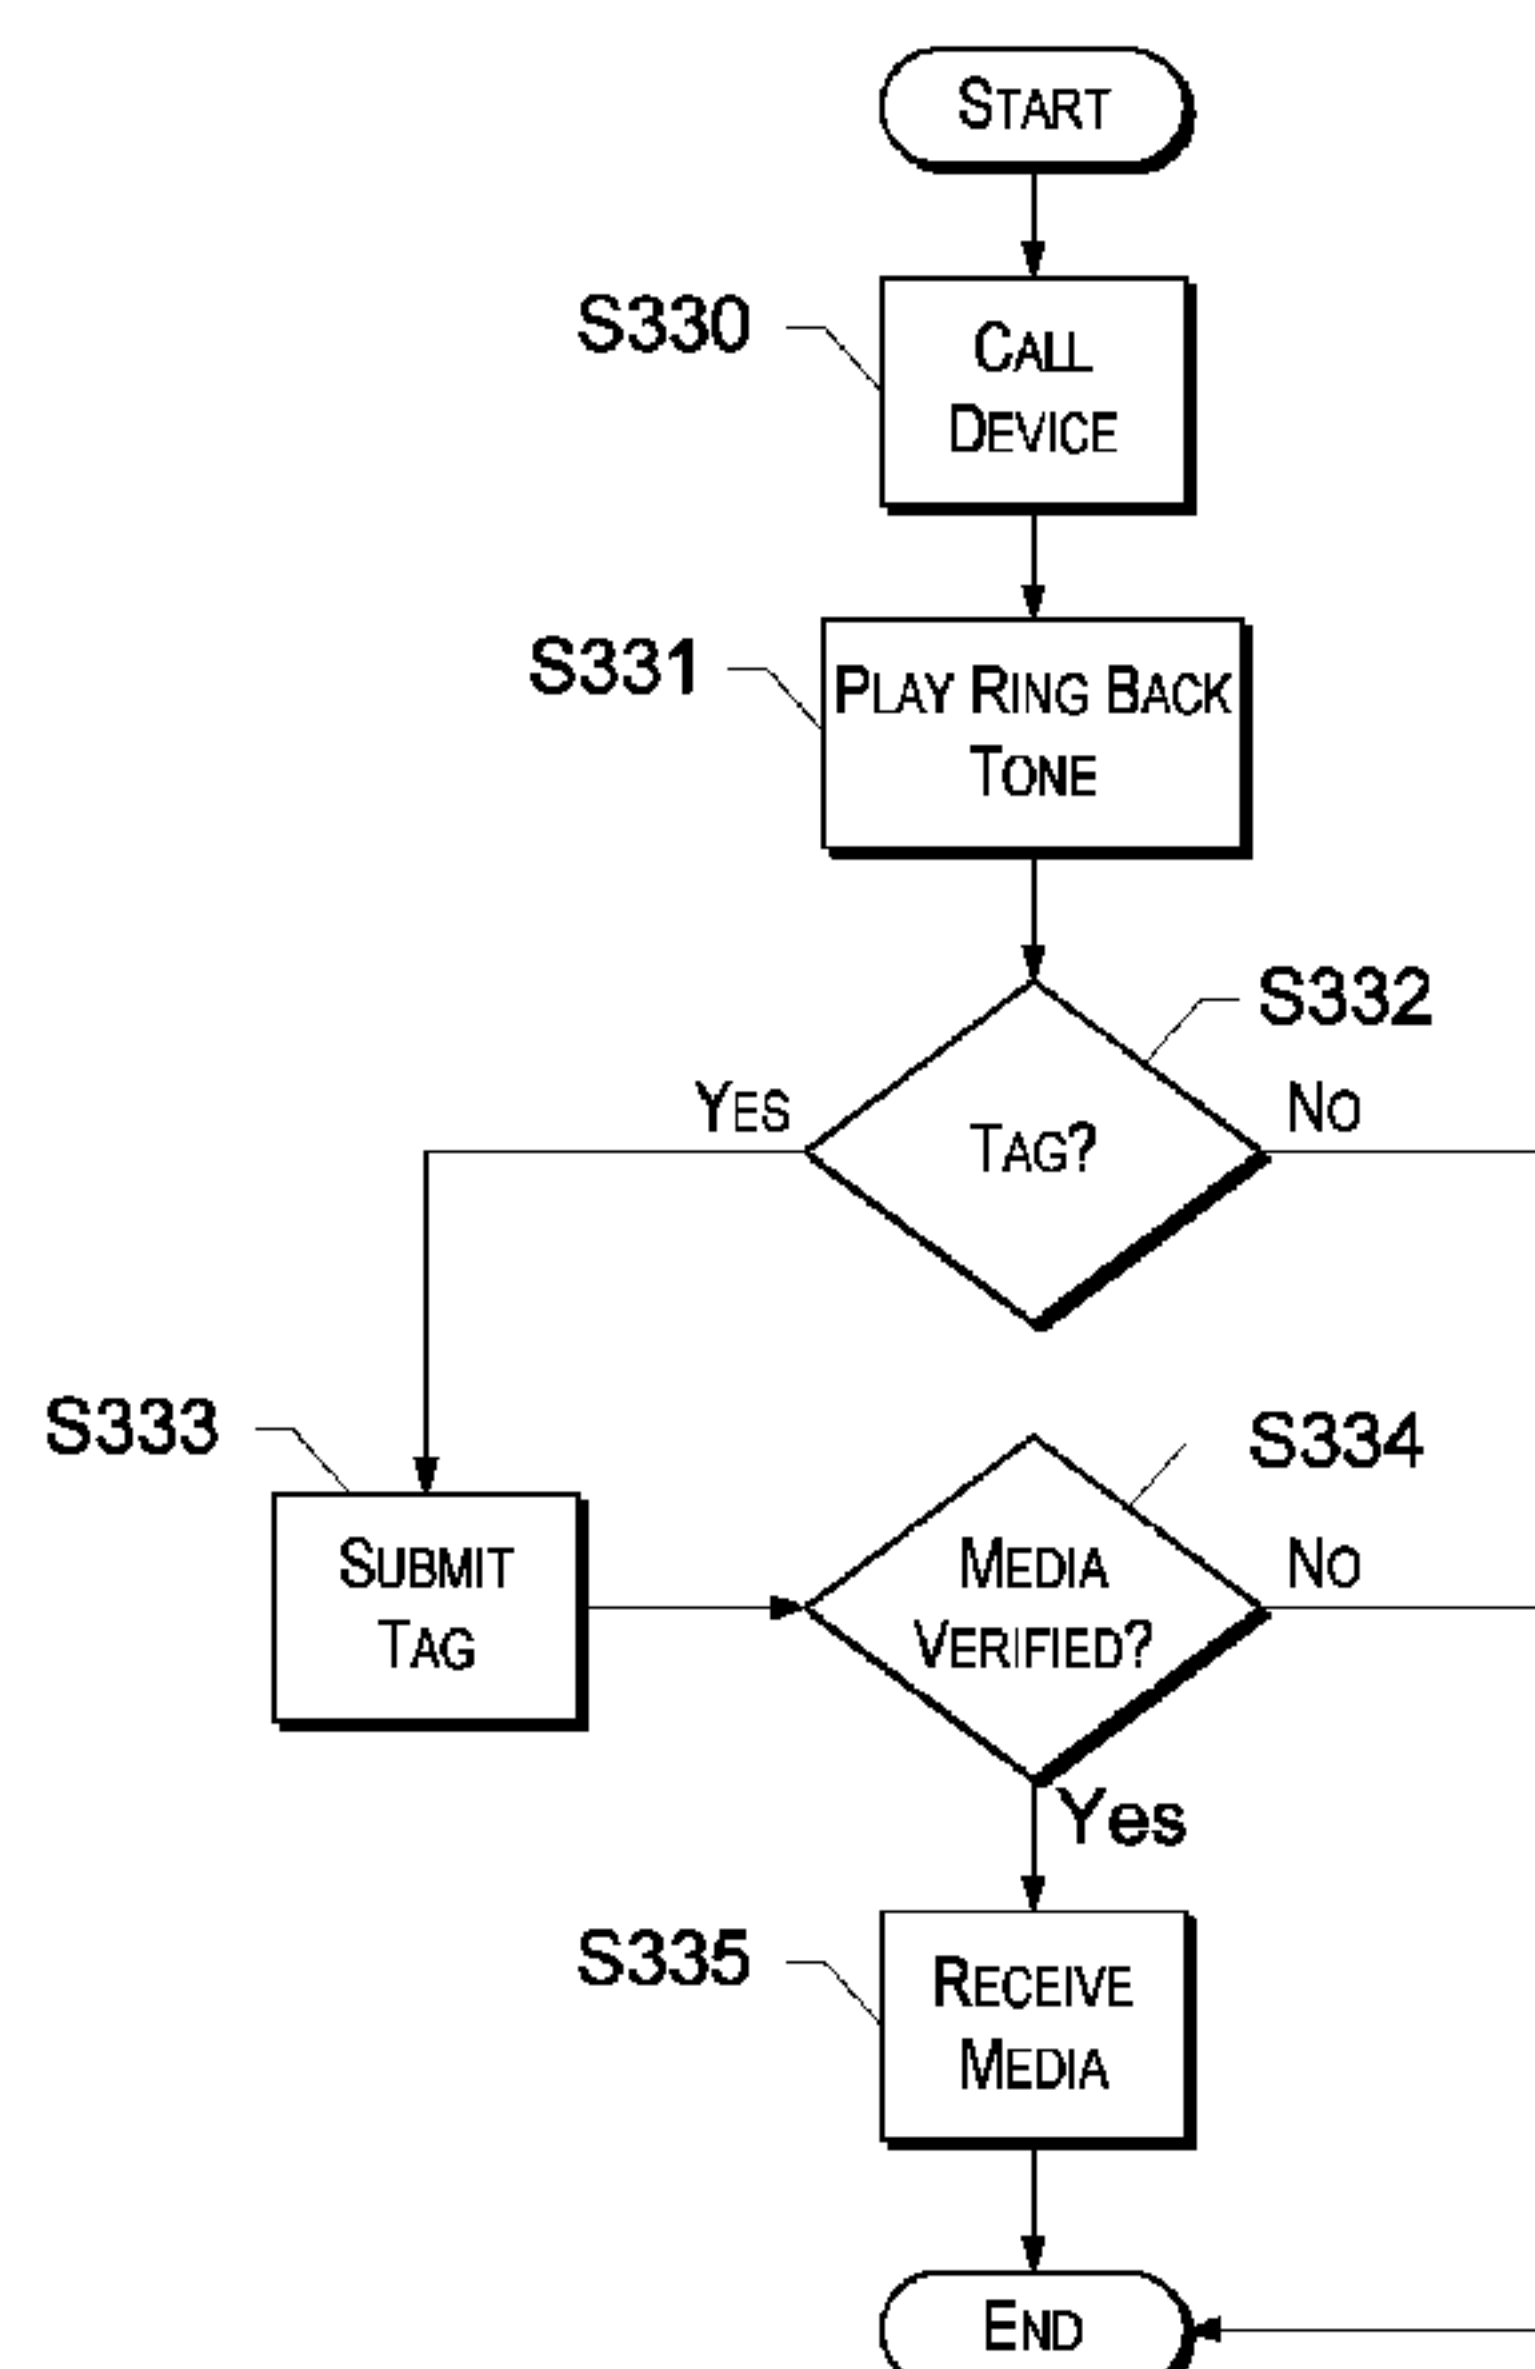 START
S330
CALL
DEVICE
S331
PLAY RING BACK
TONE
S332
YES
TAG?
NO
S333
SUBMIT
TAG
S334
MEDIA
VERIFIED?
NO
Yes
S335
RECEIVE
MEDIA
END